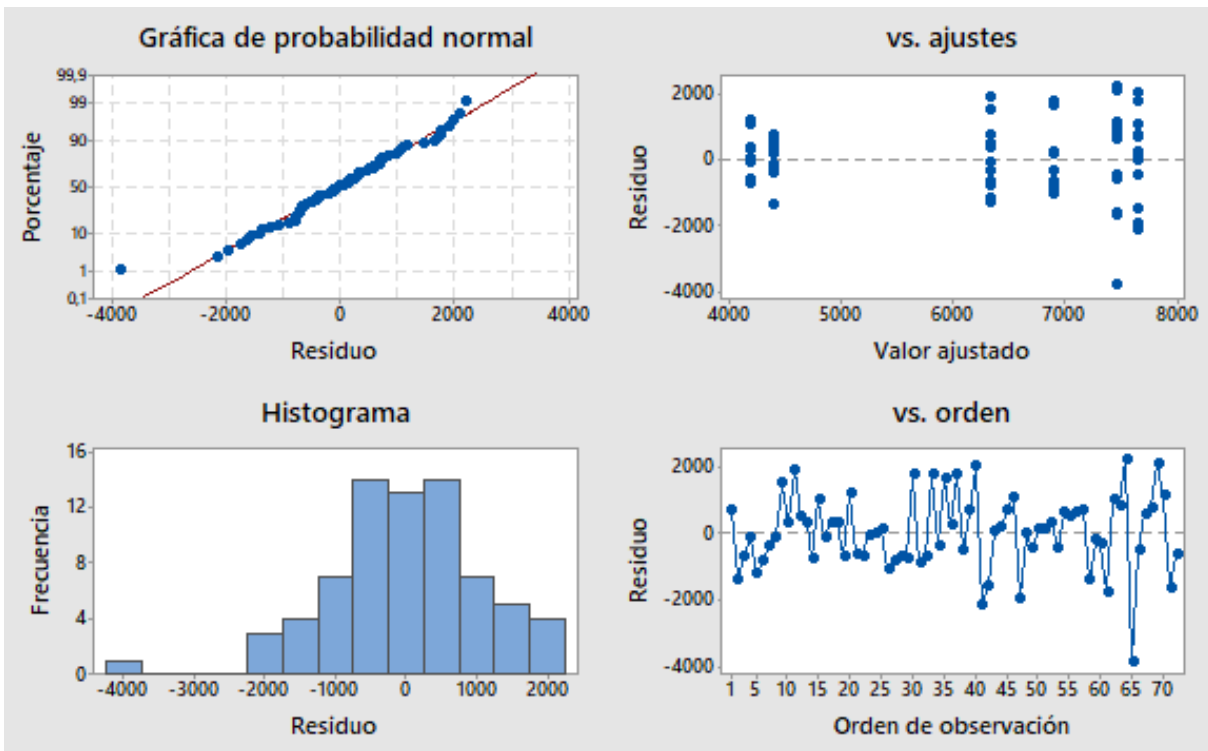 Gráfica de probabilidad normal
99,9
99
90
50
10
1
0,1
Porcentaje
-4000 -2000 0 2000 4000
Residuo
vs. ajustes
2000
0
-2000
-4000
Residuo
4000 5000 6000 7000 8000
Valor ajustado
Histograma
16
12
8
4
0
Frecuencia
-4000 -3000 -2000 -1000 0 1000 2000
Residuo
vs. orden
2000
0
-2000
-4000
Residuo
1 5 10 15 20 25 30 35 40 45 50 55 60 65 70
Orden de observación